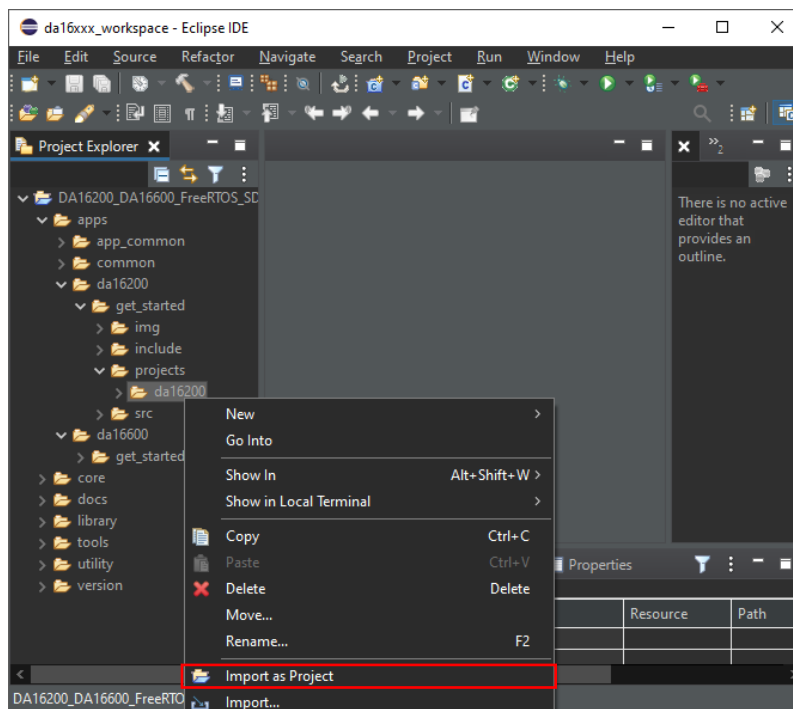 da16xxx_workspace - Eclipse IDE
File Edit Source Refactor Navigate Search Project Run Window Help
Project Explorer
2
DA16200_DA16600_FreeRTOS_SD
apps
app_common
common
da16200
get_started
img
include
projects
da16200
src
da16600
get_started
core
docs
library
tools
utility
version
There is no active
editor that
provides an
outline.
New
Go Into
Show In Alt+Shift+W
Show in Local Terminal
Copy Ctrl+C
Paste Ctrl+V
Delete Delete
Move...
Rename... F2
Import as Project
Import...
Properties
Resource Path
DA16200_DA16600_FreeRTO